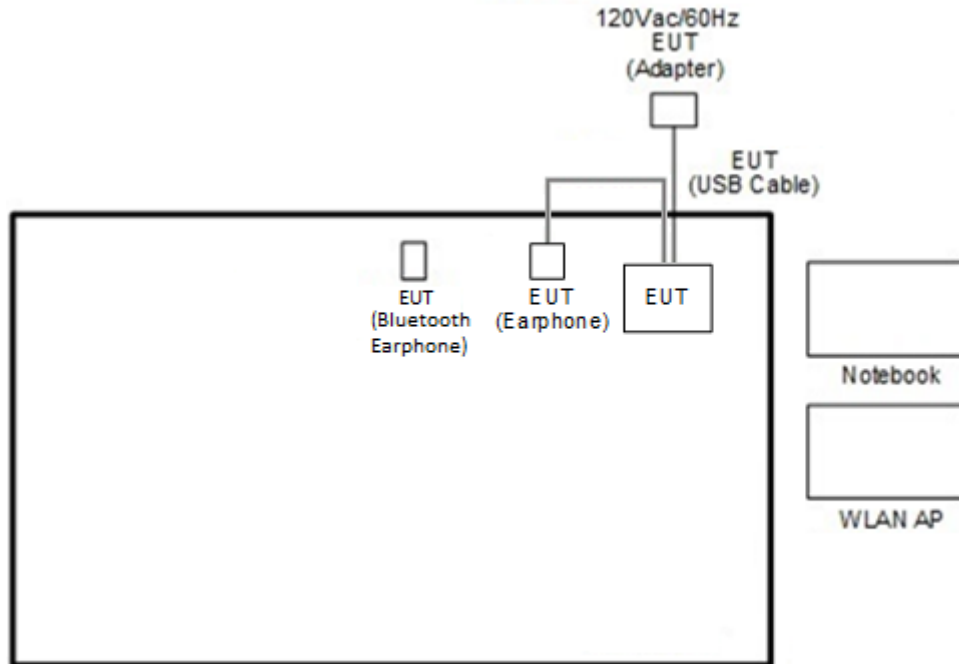 120Vac/60Hz
EUT
(Adapter)
EUT
(USB Cable)
EUT
(Bluetooth
Earphone)
EUT
(Earphone)
EUT
Notebook
WLAN AP